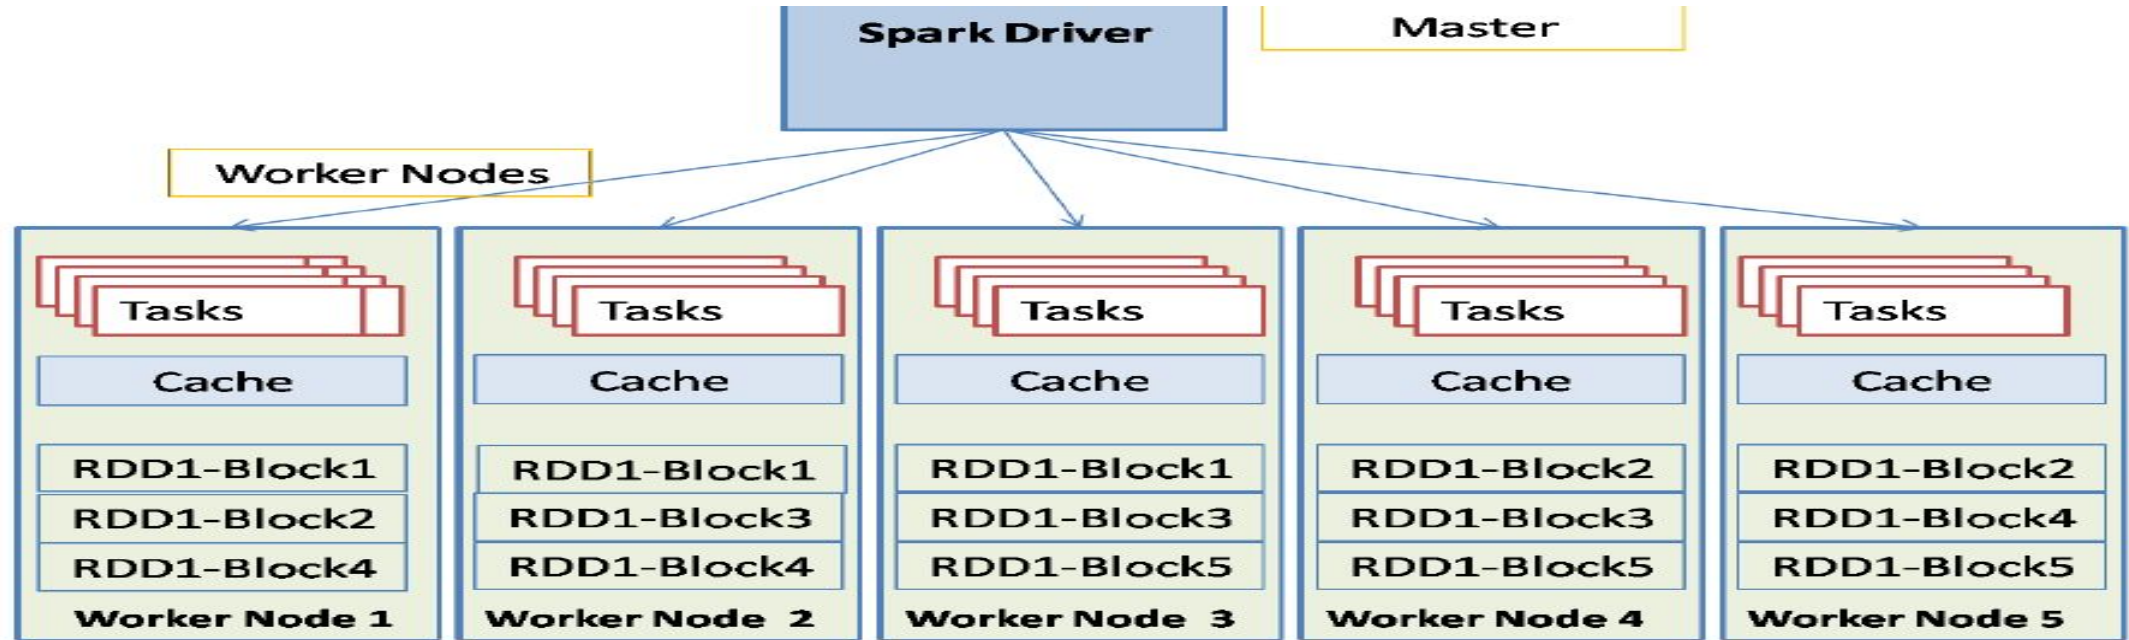 Spark Driver
Master
Worker Nodes
Tasks
Cache
RDD1-Block1
RDD1-Block2
RDD1-Block4
Worker Node 1
Tasks
Cache
RDD1-Block1
RDD1-Block3
RDD1-Block4
Worker Node 2
Tasks
Cache
RDD1-Block1
RDD1-Block3
RDD1-Block5
Worker Node 3
Tasks
Cache
RDD1-Block2
RDD1-Block3
RDD1-Block5
Worker Node 4
Tasks
Cache
RDD1-Block2
RDD1-Block4
RDD1-Block5
Worker Node 5